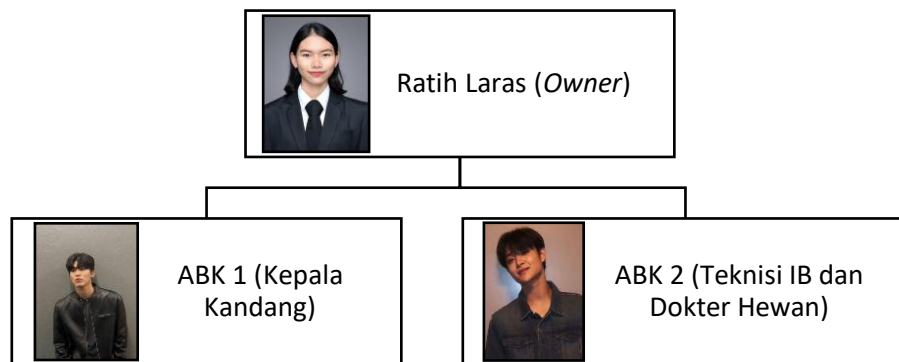 Ratih Laras (Owner)
ABK 1 (Kepala
Kandang)
ABK 2 (Teknisi IB dan
Dokter Hewan)